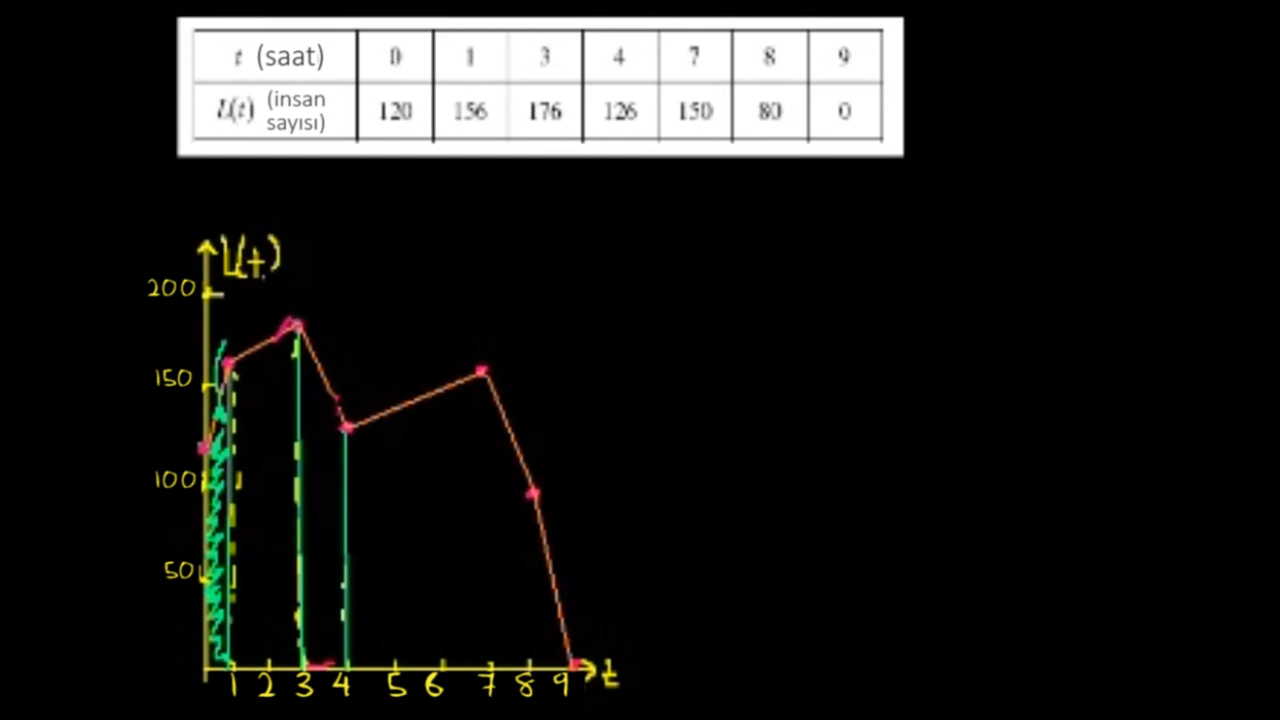 t (saat) 0 1 3 4 7 8 9
L(t) (insan sayısı) 120 156 176 126 150 80 0
L(t)
200
150
100
50
1 2 3 4 5 6 7 8 9 t